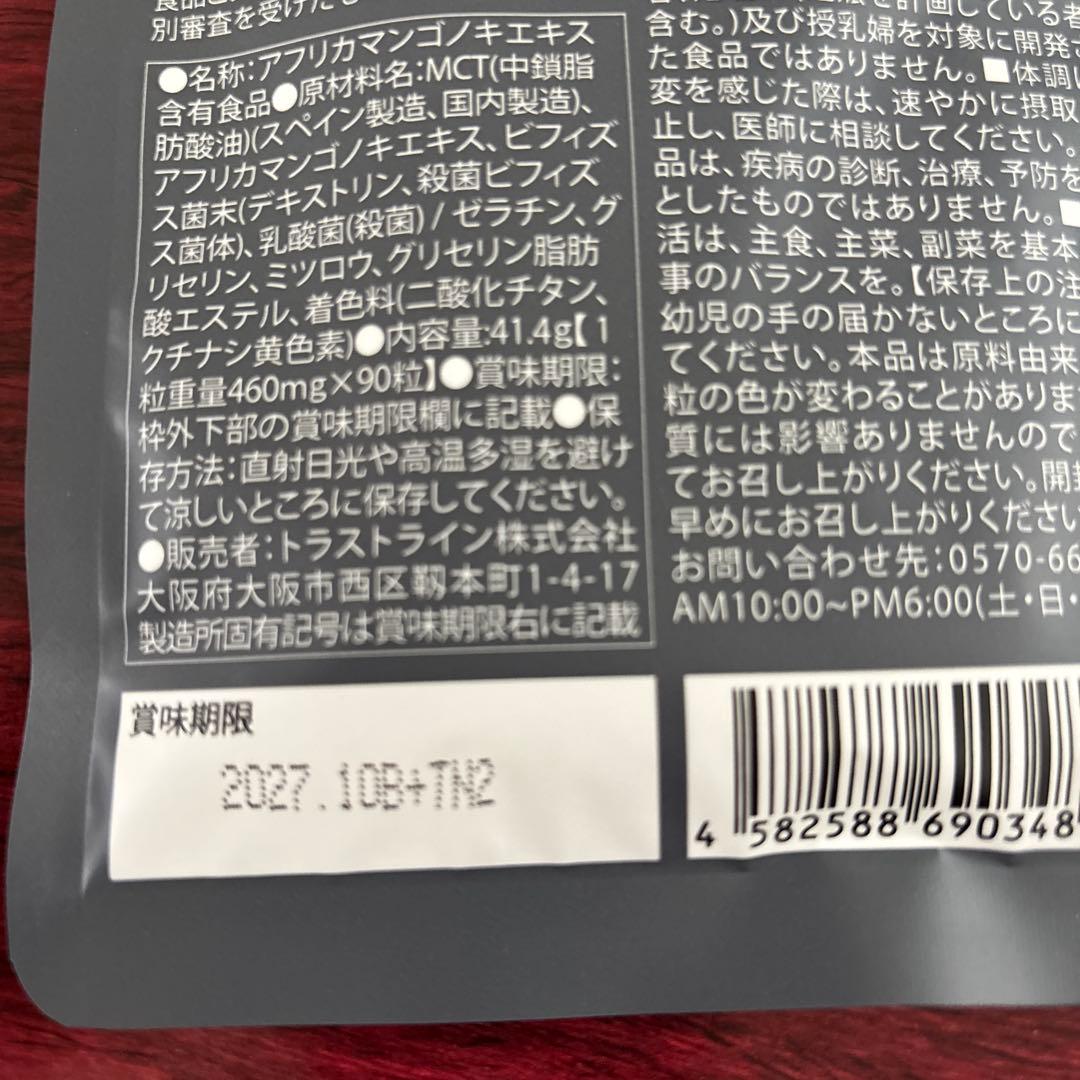 別審査を受けたも
●名称:アフリカマンゴノキエキス
含有食品●原材料名:MCT(中鎖脂
肪酸油)(スペイン製造、国内製造)、
アフリカマンゴノキエキス、ビフィズ
ス菌末(デキストリン、殺菌ビフィズ
ス菌体)、乳酸菌(殺菌) / ゼラチン、グ
リセリン、ミツロウ、グリセリン脂肪
酸エステル、着色料(二酸化チタン、
クチナシ黄色素)●内容量:41.4g【1
粒重量460mg×90粒】●賞味期限:
枠外下部の賞味期限欄に記載●保
存方法:直射日光や高温多湿を避け
て涼しいところに保存してください。
●販売者:トラストライン株式会社
大阪府大阪市西区靱本町1-4-17
製造所固有記号は賞味期限右に記載
賞味期限
2027.10B+TN2
を計画している者
含む。)及び授乳婦を対象に開発さ
た食品ではありません。■体調に
変を感じた際は、速やかに摂取
止し、医師に相談してください。
品は、疾病の診断、治療、予防を
としたものではありません。■
活は、主食、主菜、副菜を基本
事のバランスを。【保存上の注
幼児の手の届かないところに
てください。本品は原料由来
粒の色が変わることがありま
質には影響ありませんので
てお召し上がりください。開封
早めにお召し上がりください
お問い合わせ先:0570-66
AM10:00~PM6:00(土・日・
4 582588 690348